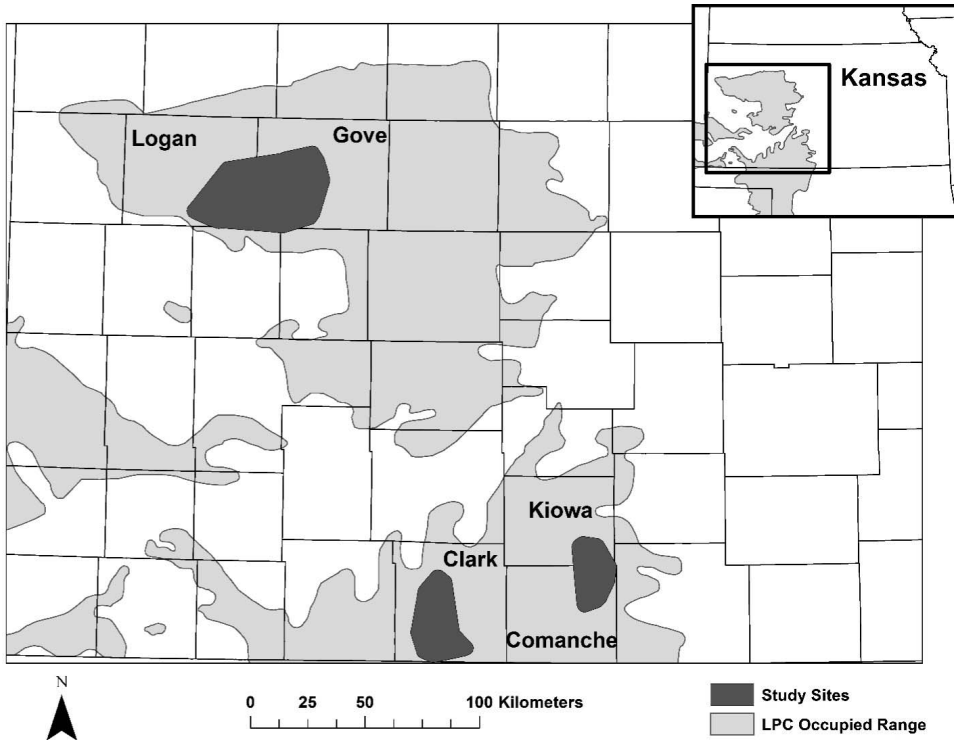 Kansas
Logan
Gove
Kiowa
Clark
Comanche
N
0 25 50 100 Kilometers
Study Sites
LPC Occupied Range